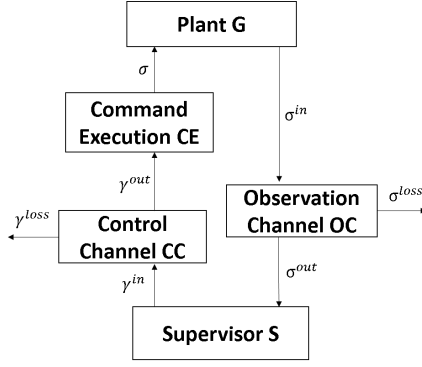 Plant G
σ
σ^{in}
Command
Execution CE
γ^{out}
Observation
Channel OC
σ^{loss}
γ^{loss}
Control
Channel CC
σ^{out}
γ^{in}
Supervisor S